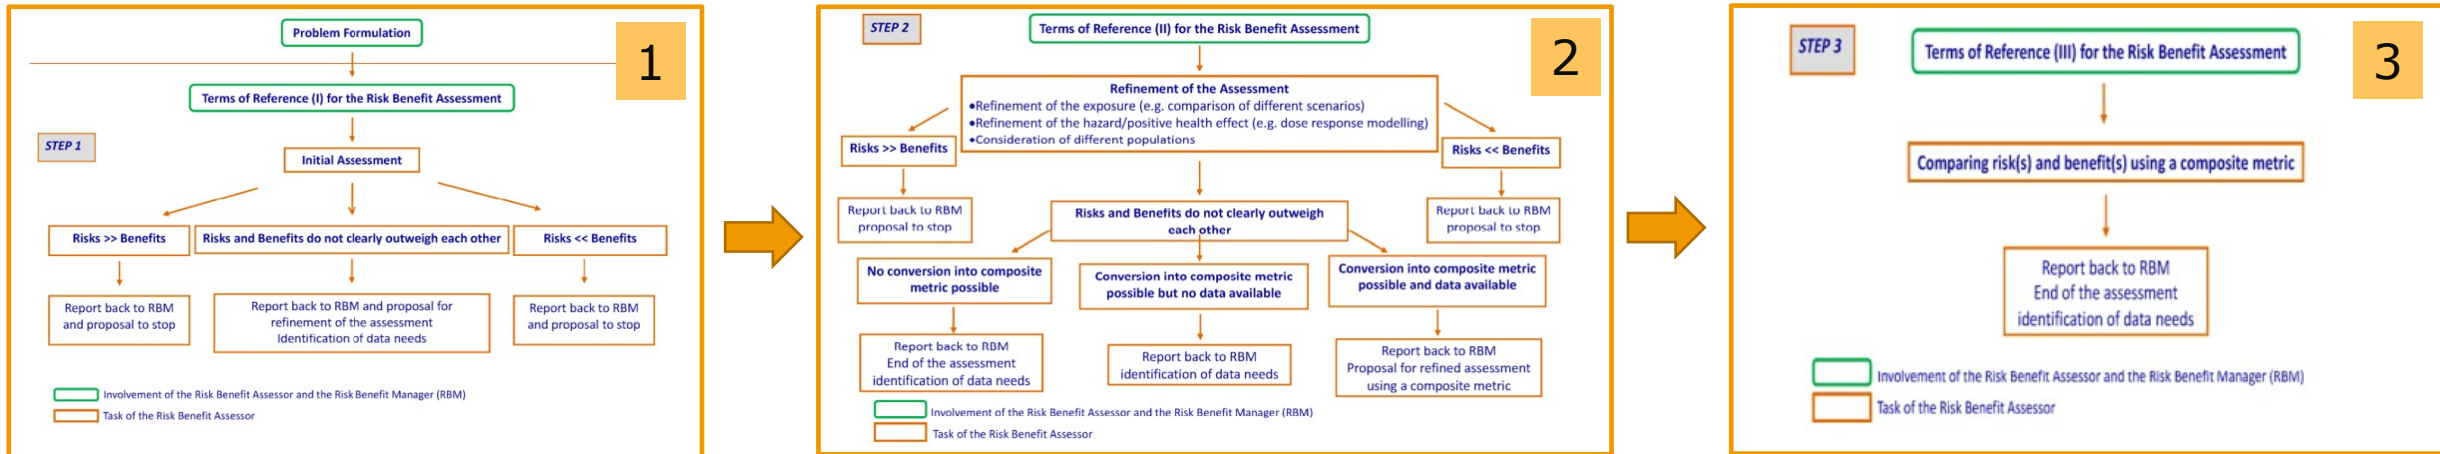 1
Problem Formulation
Terms of Reference (I) for the Risk Benefit Assessment
STEP 1
Initial Assessment
Risks >> Benefits
Risks and Benefits do not clearly outweigh each other
Risks << Benefits
Report back to RBM
and proposal to stop
Report back to RBM and proposal for
refinement of the assessment
Identification of data needs
Report back to RBM
and proposal to stop
Involvement of the Risk Benefit Assessor and the Risk Benefit Manager (RBM)
Task of the Risk Benefit Assessor
2
STEP 2
Terms of Reference (II) for the Risk Benefit Assessment
Refinement of the Assessment
•Refinement of the exposure (e.g. comparison of different scenarios)
•Refinement of the hazard/positive health effect (e.g. dose response modelling)
•Consideration of different populations
Risks >> Benefits
Risks << Benefits
Report back to RBM
proposal to stop
Risks and Benefits do not clearly outweigh
each other
Report back to RBM
proposal to stop
No conversion into composite
metric possible
Conversion into composite metric
possible but no data available
Conversion into composite metric
possible and data available
Report back to RBM
End of the assessment
identification of data needs
Report back to RBM
identification of data needs
Report back to RBM
Proposal for refined assessment
using a composite metric
Involvement of the Risk Benefit Assessor and the Risk Benefit Manager (RBM)
Task of the Risk Benefit Assessor
3
STEP 3
Terms of Reference (III) for the Risk Benefit Assessment
Comparing risk(s) and benefit(s) using a composite metric
Report back to RBM
End of the assessment
identification of data needs
Involvement of the Risk Benefit Assessor and the Risk Benefit Manager (RBM)
Task of the Risk Benefit Assessor